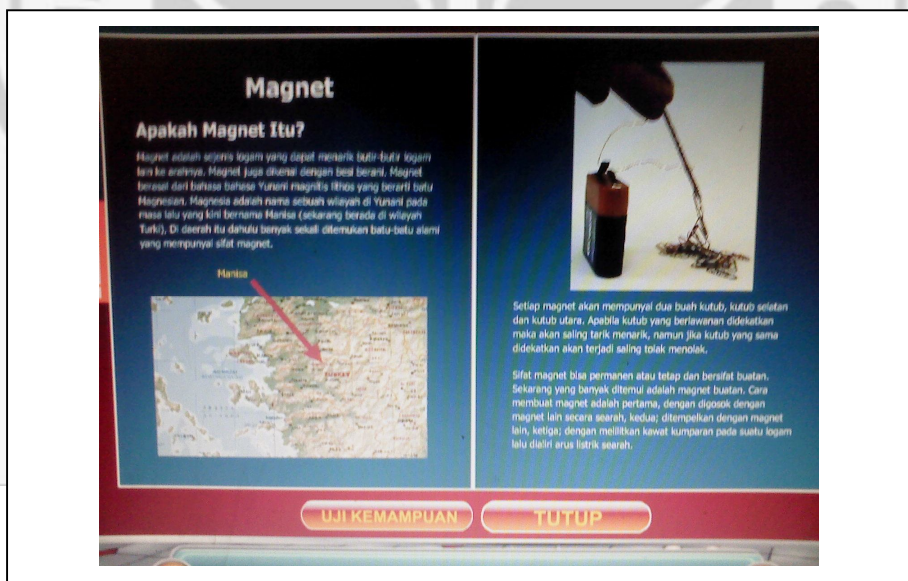 Magnet
Apakah Magnet Itu?
Magnet adalah sejenis logam yang dapat menarik butir-butir logam
lain ke arahnya. Magnet juga dikenal dengan besi berani. Magnet
berasal dari bahasa bahasa Yunani magnitis lithos yang berarti batu
Magnesian. Magnesia adalah nama sebuah wilayah di Yunani pada
masa lalu yang kini bernama Manisa (sekarang berada di wilayah
Turki), Di daerah itu dahulu banyak sekali ditemukan batu-batu alami
yang mempunyai sifat magnet.
Manisa
TURKEY
Setiap magnet akan mempunyai dua buah kutub, kutub selatan
dan kutub utara. Apabila kutub yang berlawanan didekatkan
maka akan saling tarik menarik, namun jika kutub yang sama
didekatkan akan terjadi saling tolak menolak.
Sifat magnet bisa permanen atau tetap dan bersifat buatan.
Sekarang yang banyak ditemui adalah magnet buatan. Cara
membuat magnet adalah pertama, dengan digosok dengan
magnet lain secara searah, kedua; ditempelkan dengan magnet
lain, ketiga; dengan melilitkan kawat kumparan pada suatu logam
lalu dialiri arus listrik searah.
UJI KEMAMPUAN
TUTUP